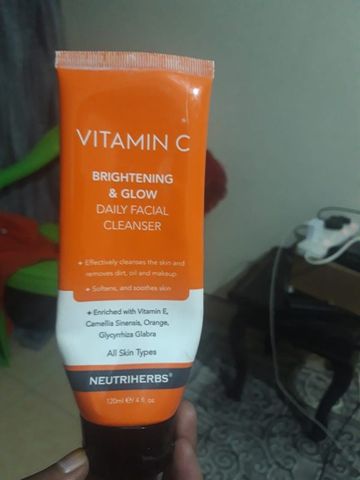 VITAMIN C
BRIGHTENING
& GLOW
DAILY FACIAL
CLEANSER
+ Effectively cleanses the skin and
removes dirt, oil and makeup.
+ Softens, and soothes skin
+ Enriched with Vitamin E,
Camellia Sinensis, Orange,
Glycyrrhiza Glabra
All Skin Types
NEUTRIHERBS®
120ml ℮/ 4 fl. oz